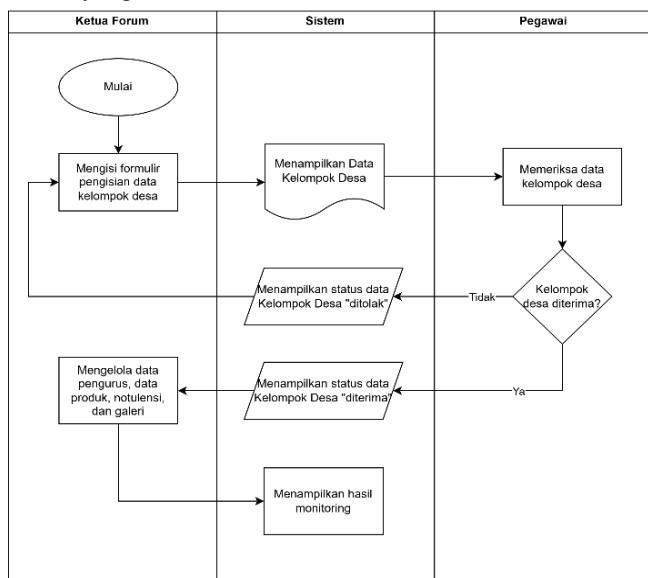 Ketua Forum
Sistem
Pegawai
Mulai
Mengisi formulir
pengisian data
kelompok desa
Menampilkan Data
Kelompok Desa
Memeriksa data
kelompok desa
Kelompok
desa diterima?
Tidak
Menampilkan status data
Kelompok Desa "ditolak"
Ya
Menampilkan status data
Kelompok Desa "diterima"
Mengelola data
pengurus, data
produk, notulensi,
dan galeri
Menampilkan hasil
monitoring